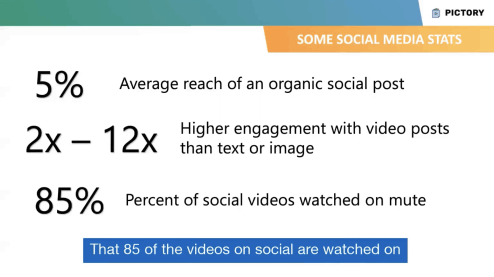 PICTORY
SOME SOCIAL MEDIA STATS
5% Average reach of an organic social post
2x – 12x Higher engagement with video posts
than text or image
85% Percent of social videos watched on mute
That 85 of the videos on social are watched on